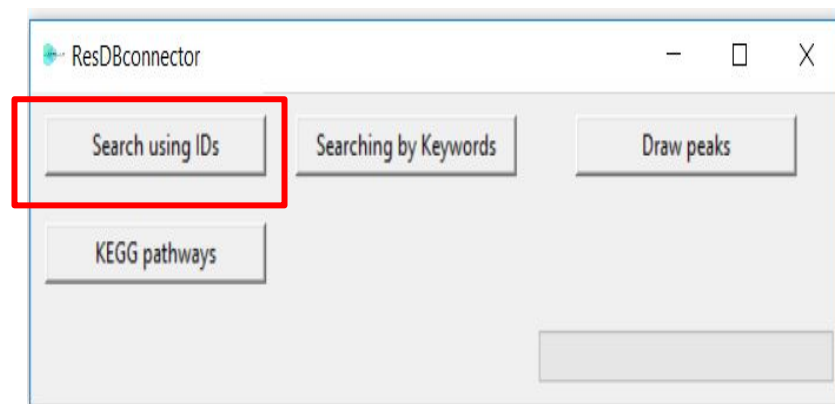 ResDBconnector
Search using IDs
Searching by Keywords
Draw peaks
KEGG pathways